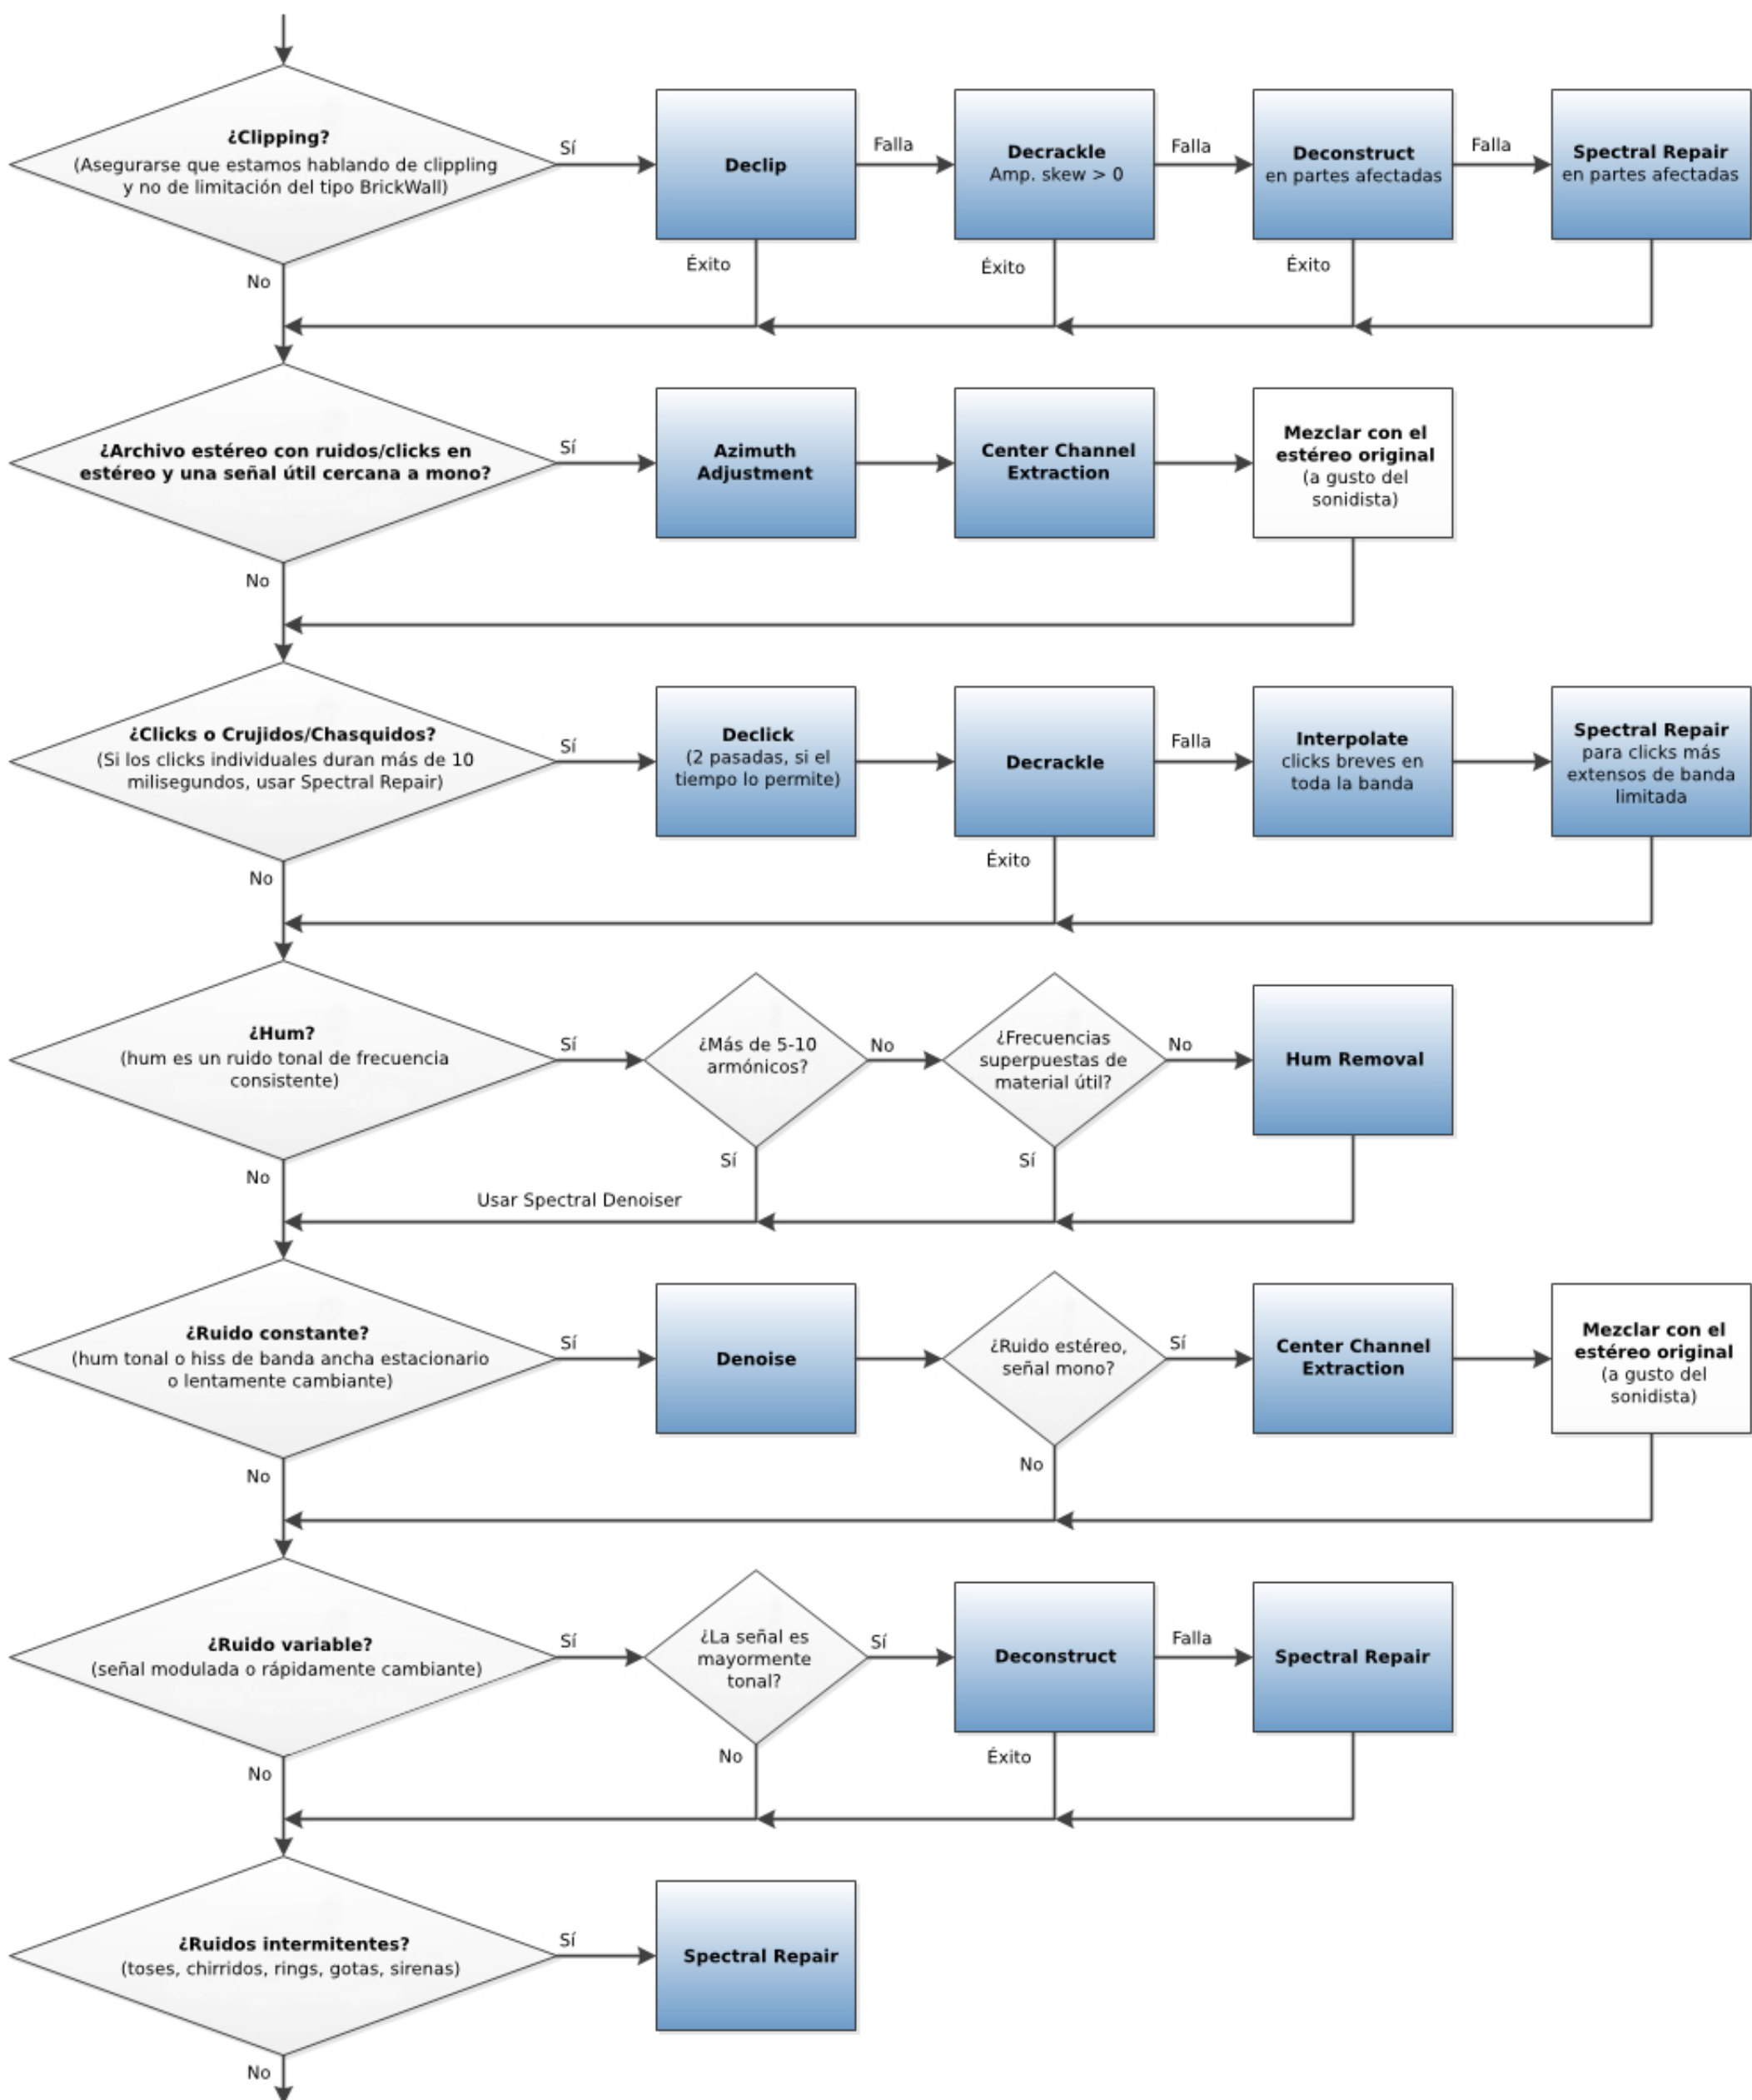 ¿Clipping?
(Asegurarse que estamos hablando de clippling
y no de limitación del tipo BrickWall)
Sí
Declip
Falla
Decrackle
Amp. skew > 0
Falla
Deconstruct
en partes afectadas
Falla
Spectral Repair
en partes afectadas
No
Éxito
Éxito
Éxito
¿Archivo estéreo con ruidos/clicks en
estéreo y una señal útil cercana a mono?
Sí
Azimuth
Adjustment
Center Channel
Extraction
Mezclar con el
estéreo original
(a gusto del
sonidista)
No
¿Clicks o Crujidos/Chasquidos?
(Si los clicks individuales duran más de 10
milisegundos, usar Spectral Repair)
Sí
Declick
(2 pasadas, si el
tiempo lo permite)
Decrackle
Falla
Interpolate
clicks breves en
toda la banda
Spectral Repair
para clicks más
extensos de banda
limitada
No
Éxito
¿Hum?
(hum es un ruido tonal de frecuencia
consistente)
Sí
¿Más de 5-10
armónicos?
No
¿Frecuencias
superpuestas de
material útil?
No
Hum Removal
No
Sí
Sí
Usar Spectral Denoiser
¿Ruido constante?
(hum tonal o hiss de banda ancha estacionario
o lentamente cambiante)
Sí
Denoise
¿Ruido estéreo,
señal mono?
Sí
Center Channel
Extraction
Mezclar con el
estéreo original
(a gusto del
sonidista)
No
No
¿Ruido variable?
(señal modulada o rápidamente cambiante)
Sí
¿La señal es
mayormente
tonal?
Sí
Deconstruct
Falla
Spectral Repair
No
No
Éxito
¿Ruidos intermitentes?
(toses, chirridos, rings, gotas, sirenas)
Sí
Spectral Repair
No